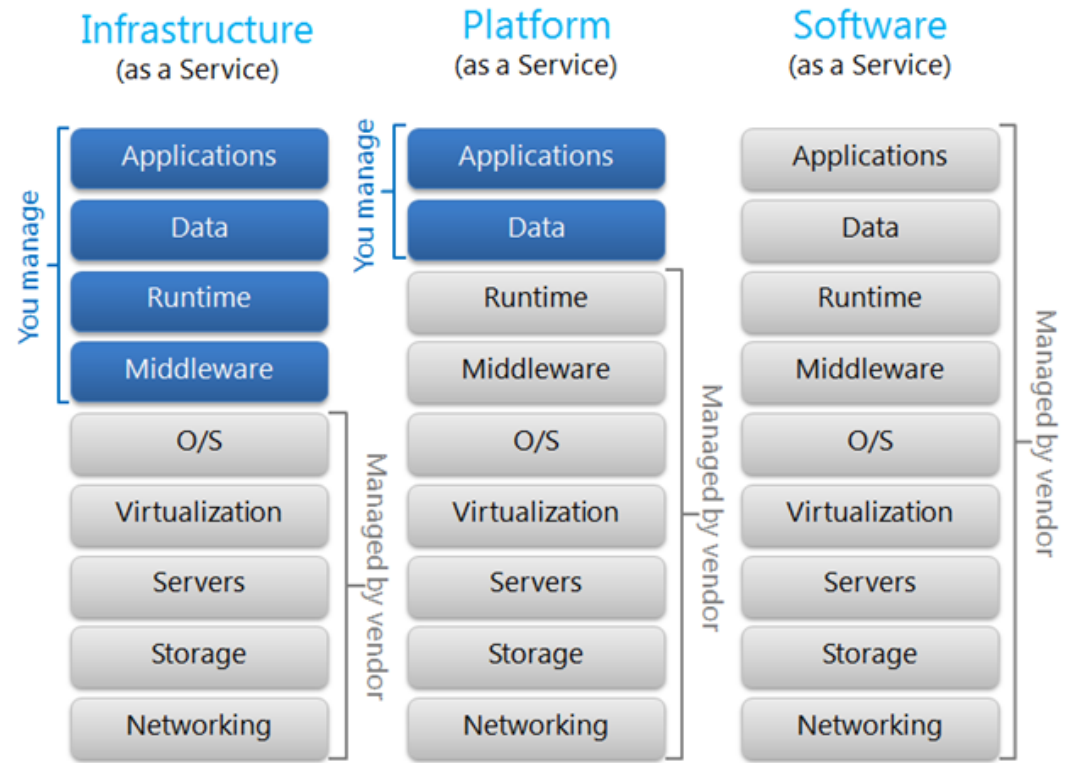 Infrastructure
(as a Service)
You manage
Applications
Data
Runtime
Middleware
O/S
Virtualization
Servers
Storage
Networking
Managed by vendor
Platform
(as a Service)
You manage
Applications
Data
Runtime
Middleware
O/S
Virtualization
Servers
Storage
Networking
Managed by vendor
Software
(as a Service)
Applications
Data
Runtime
Middleware
O/S
Virtualization
Servers
Storage
Networking
Managed by vendor